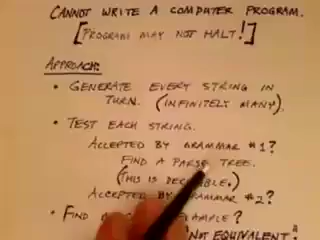 CANNOT WRITE A COMPUTER PROGRAM.
[PROGRAM MAY NOT HALT!]
APPROACH:
• GENERATE EVERY STRING IN
TURN. (INFINITELY MANY).
• TEST EACH STRING.
ACCEPTED BY GRAMMAR #1?
FIND A PARSE TREE.
(THIS IS DECIDABLE.)
ACCEPTED BY GRAMMAR #2?
• FIND
NOT EQUIVALENT!